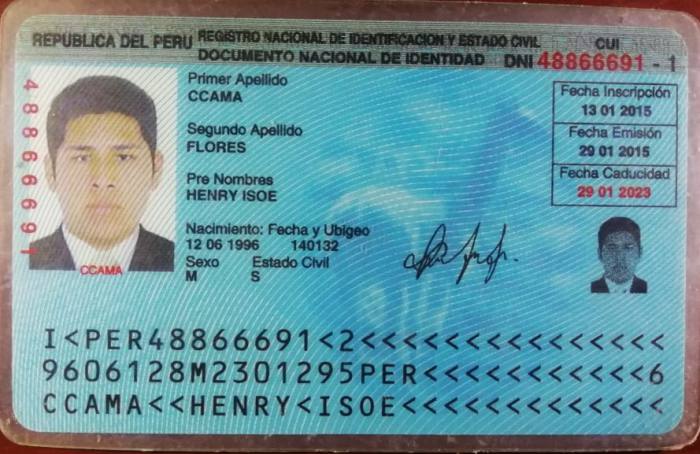 REPUBLICA DEL PERU REGISTRO NACIONAL DE IDENTIFICACION Y ESTADO CIVIL CUI
DOCUMENTO NACIONAL DE IDENTIDAD DNI 48866691 - 1
48866691
Primer Apellido
CCAMA
Segundo Apellido
FLORES
Pre Nombres
HENRY ISOE
Nacimiento: Fecha y Ubigeo
12 06 1996 140132
Sexo Estado Civil
M S
CCAMA
Fecha Inscripción
13 01 2015
Fecha Emisión
29 01 2015
Fecha Caducidad
29 01 2023
I<PER48866691<2<<<<<<<<<<<<<<<
9606128M2301295PER<<<<<<<<<<<6
CCAMA<<HENRY<ISOE<<<<<<<<<<<<<